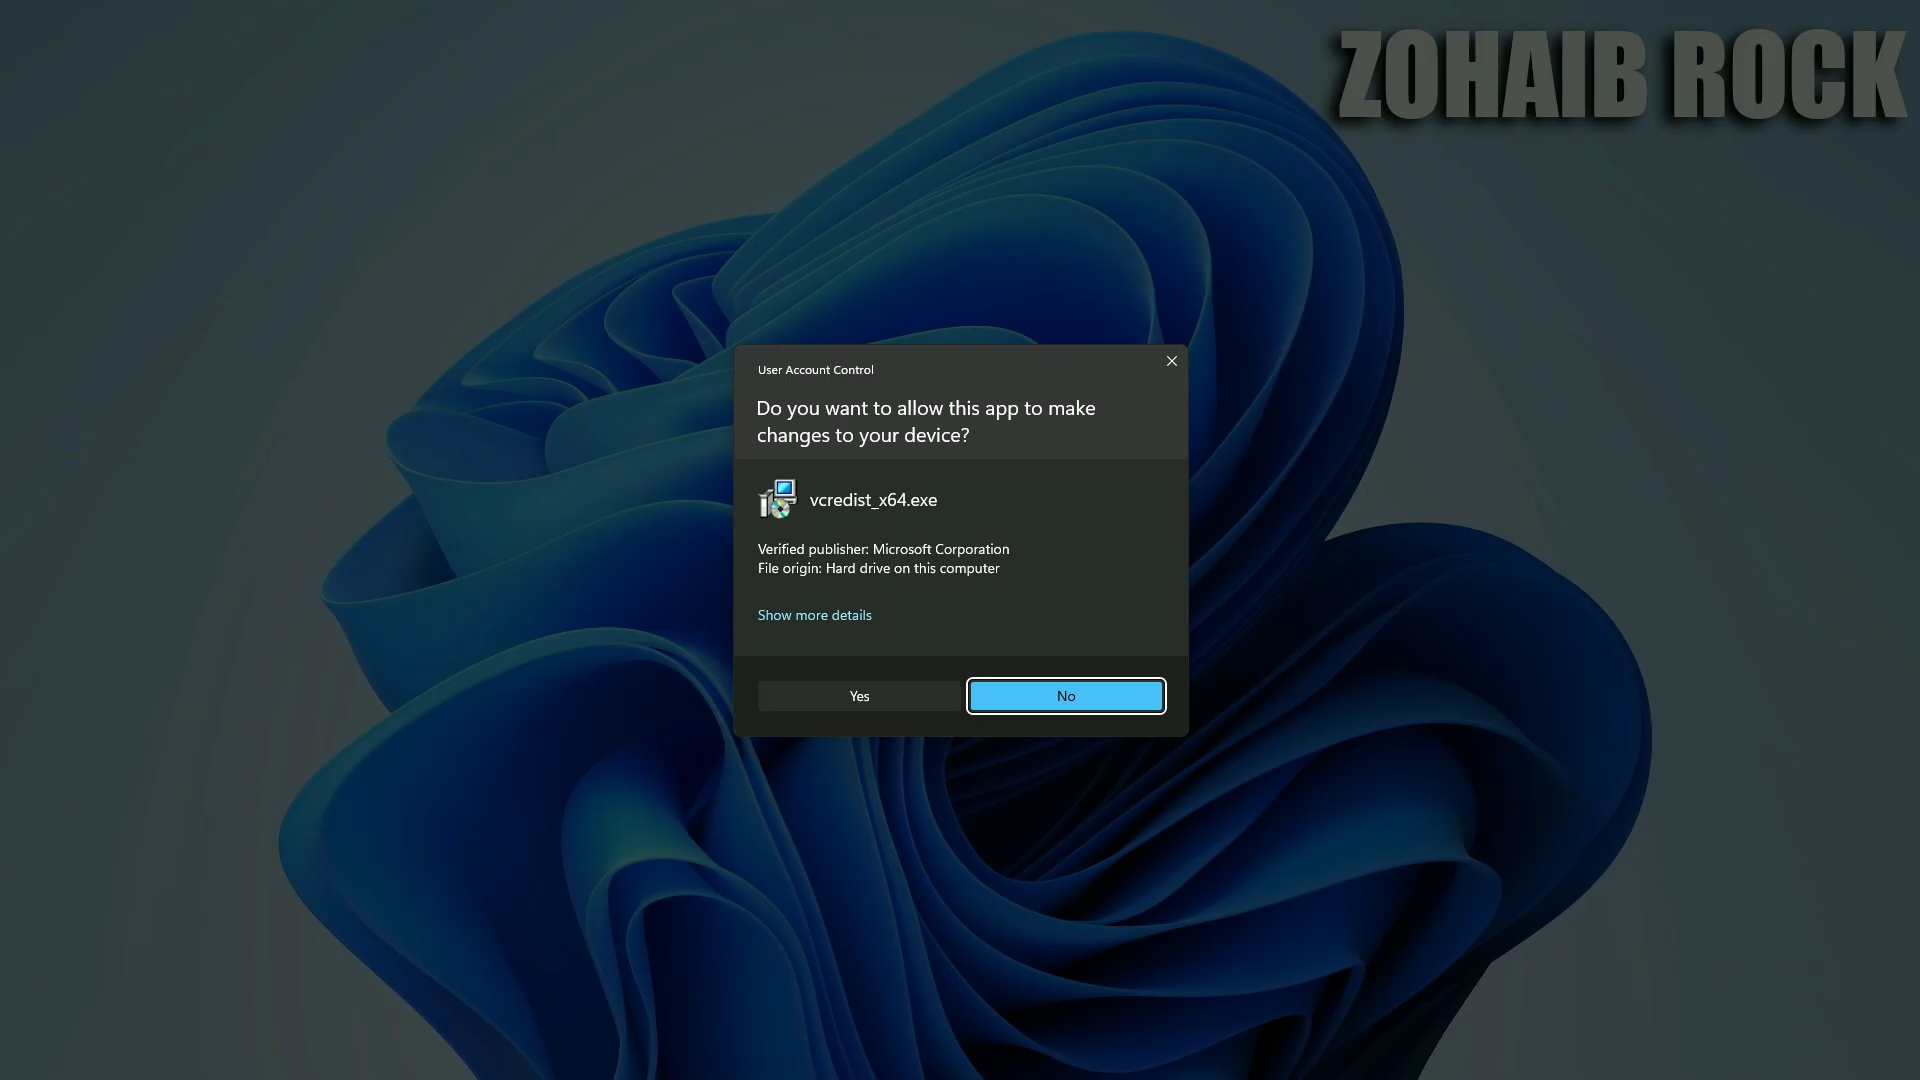 ZOHAIB ROCK
User Account Control
Do you want to allow this app to make
changes to your device?
vcredist_x64.exe
Verified publisher: Microsoft Corporation
File origin: Hard drive on this computer
Show more details
Yes No